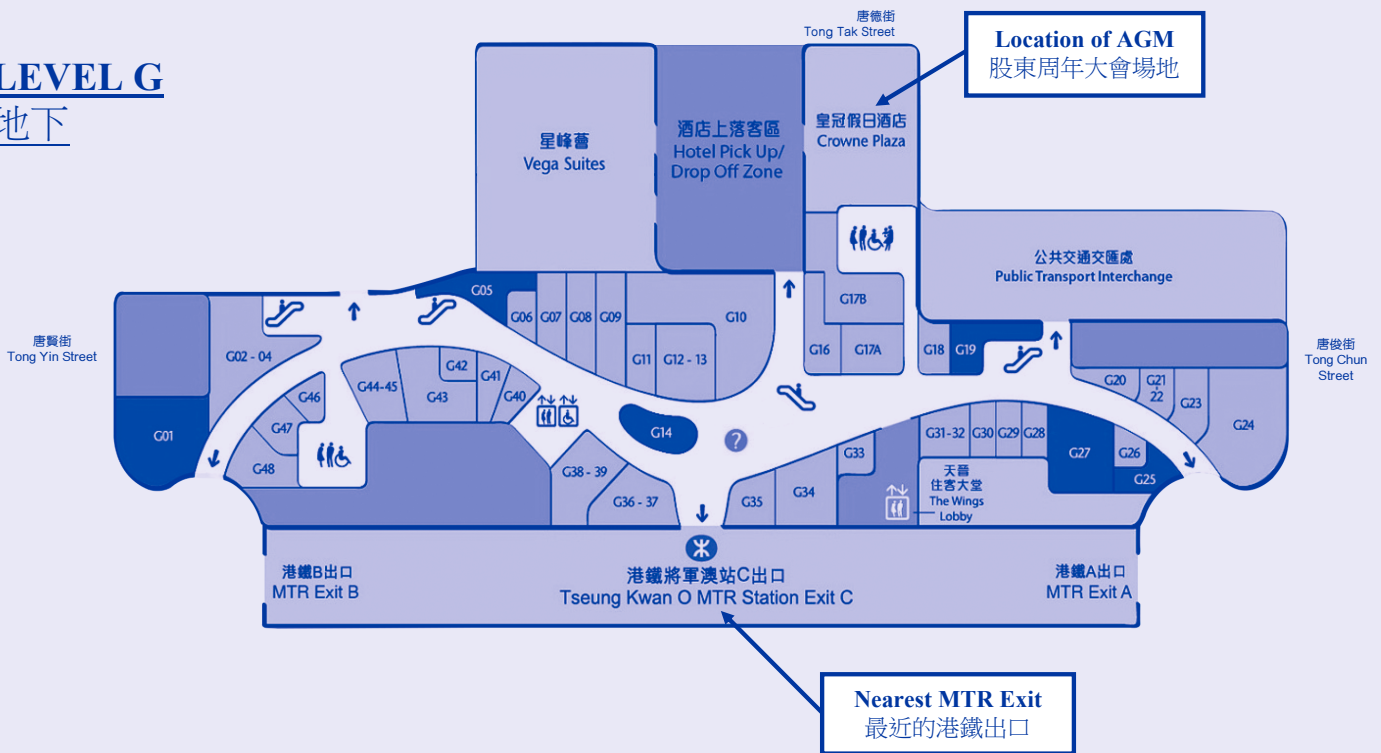 LEVEL G
地下
唐德街
Tong Tak Street
Location of AGM
股東周年大會場地
星峰薈
Vega Suites
酒店上落客區
Hotel Pick Up/
Drop Off Zone
皇冠假日酒店
Crowne Plaza
公共交通交匯處
Public Transport Interchange
唐賢街
Tong Yin Street
唐俊街
Tong Chun
Street
G01
G02 - 04
G05
G06
G07
G08
G09
G10
G11
G12 - 13
G14
?
G16
G17A
G17B
G18
G19
G20
G21
-
22
G23
G24
G25
G26
G27
G28
G29
G30
G31-32
G33
G34
G35
G36 - 37
G38 - 39
G40
G41
G42
G43
G44-45
G46
G47
G48
天晉
住客大堂
The Wings
Lobby
港鐵B出口
MTR Exit B
港鐵將軍澳站C出口
Tseung Kwan O MTR Station Exit C
港鐵A出口
MTR Exit A
Nearest MTR Exit
最近的港鐵出口